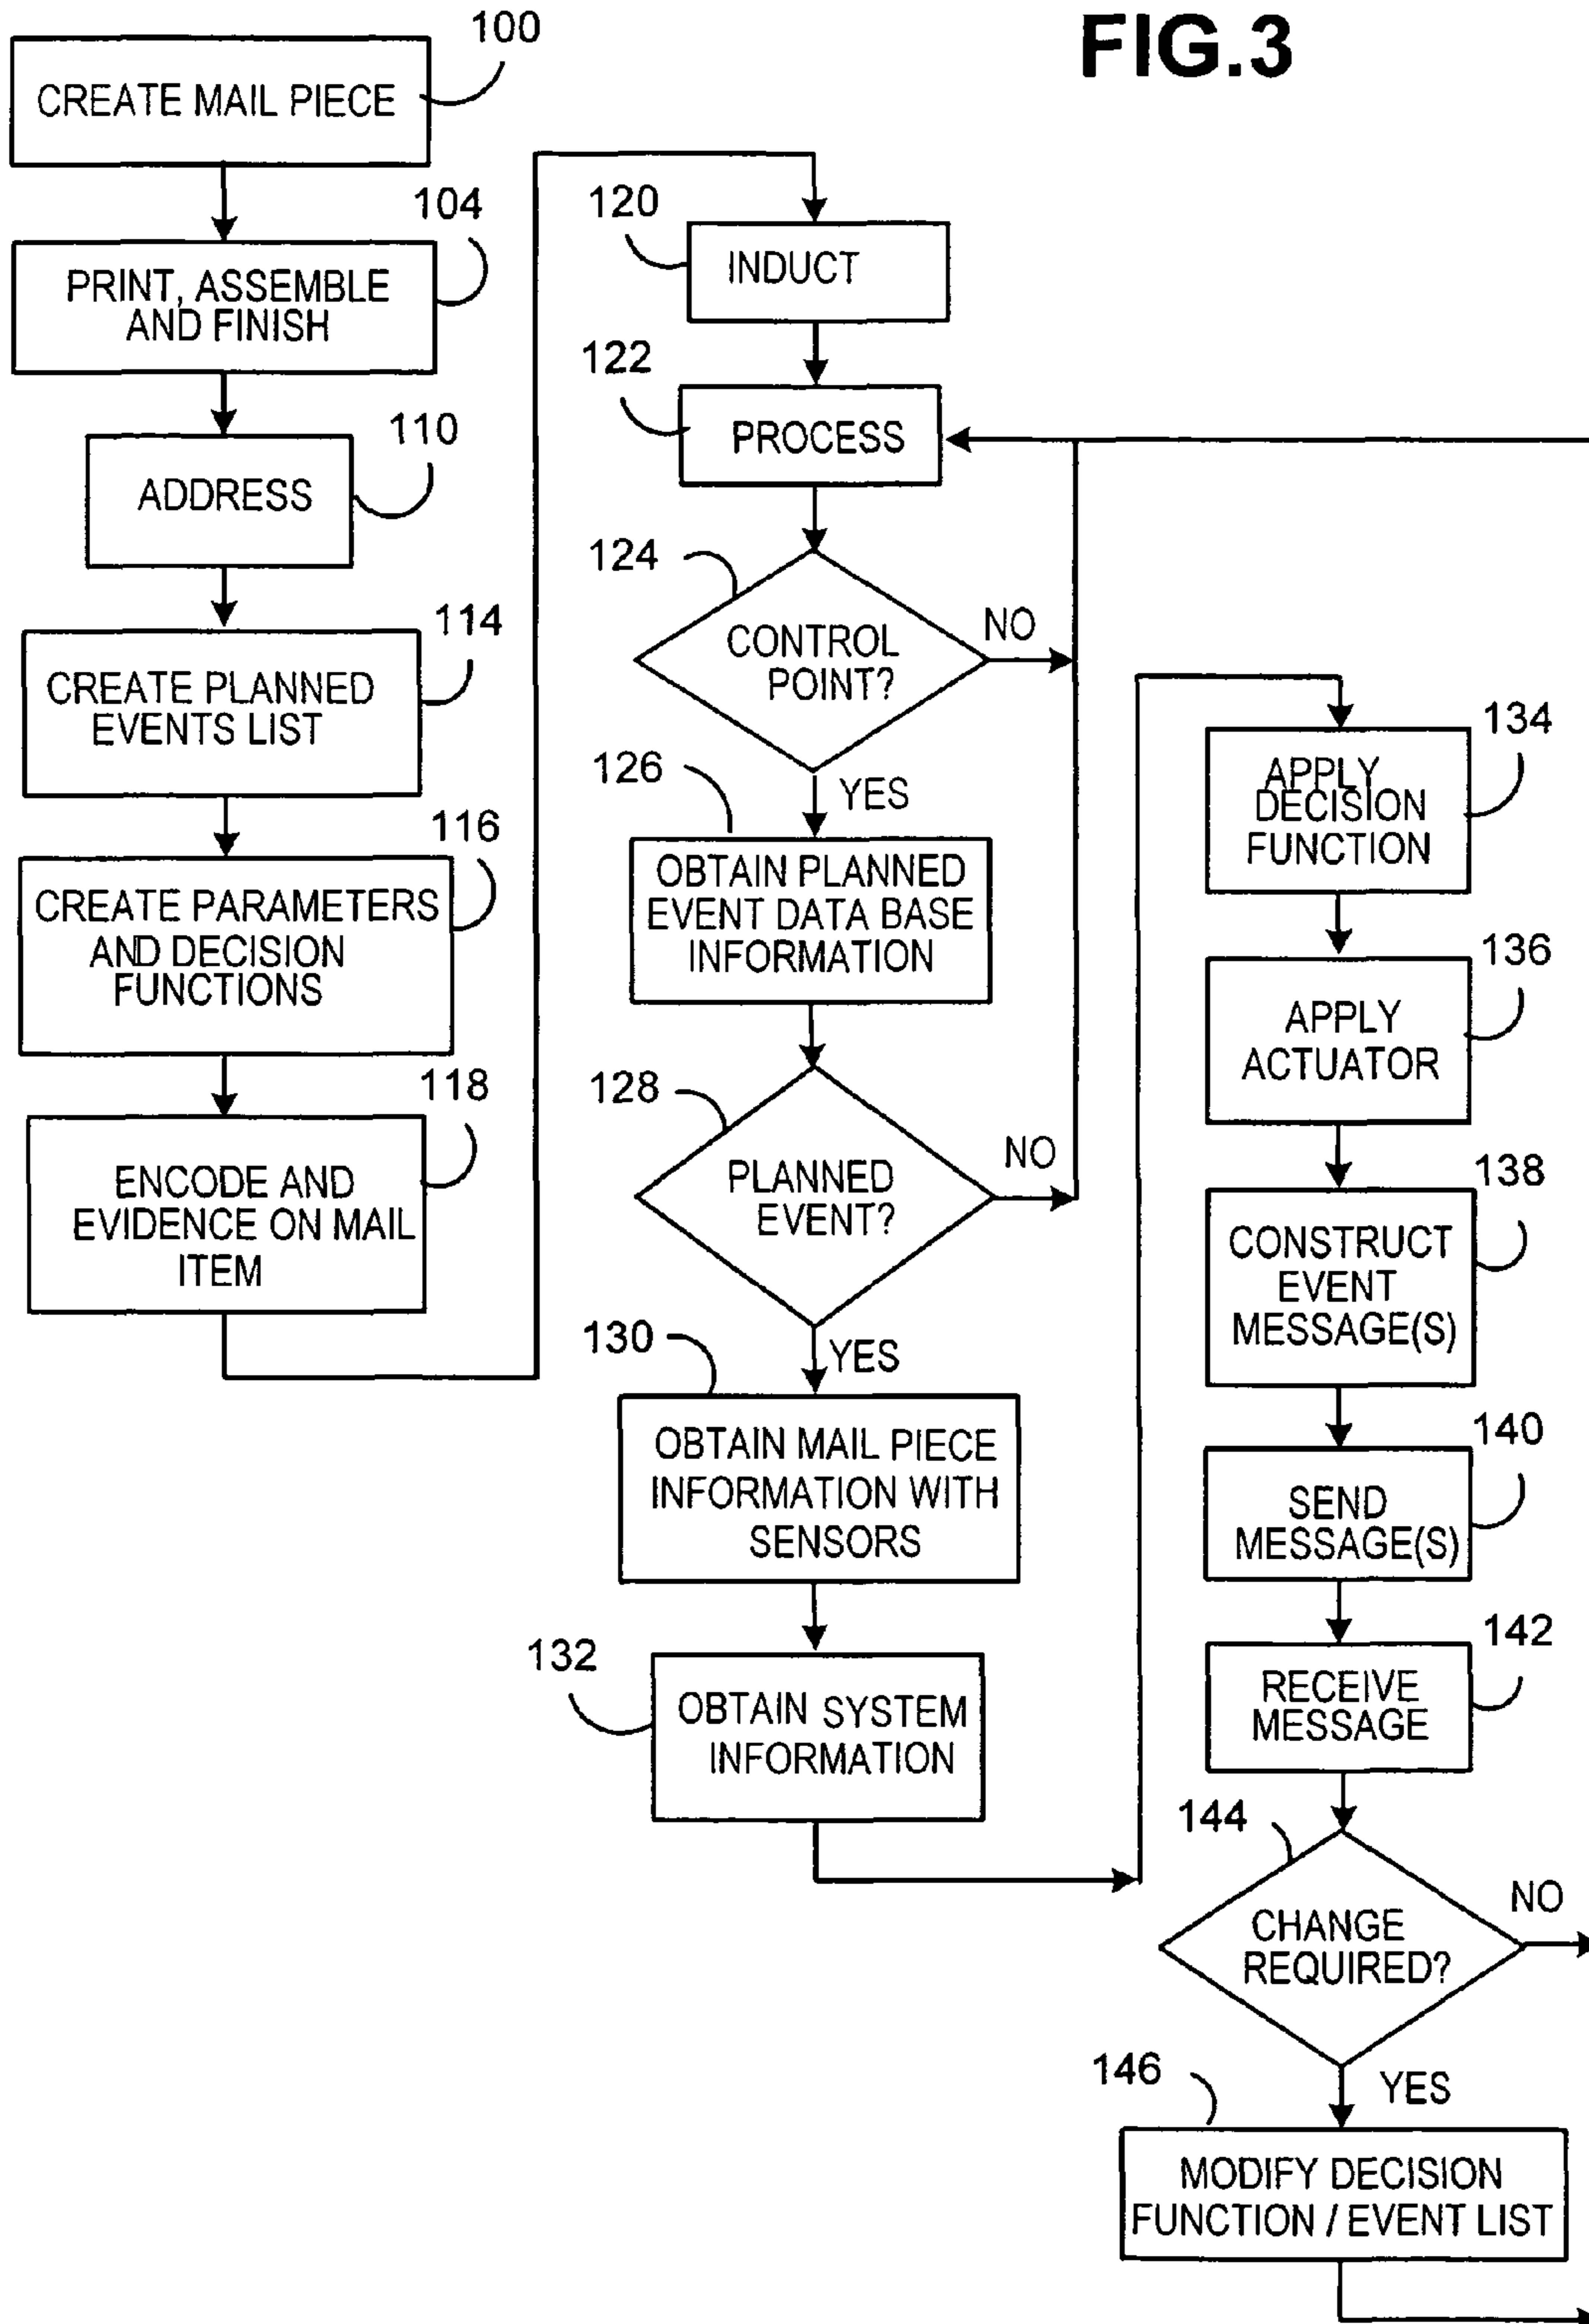 FIG.3
100
CREATE MAIL PIECE
104
PRINT, ASSEMBLE
AND FINISH
110
ADDRESS
114
CREATE PLANNED
EVENTS LIST
116
CREATE PARAMETERS
AND DECISION
FUNCTIONS
118
ENCODE AND
EVIDENCE ON MAIL
ITEM
120
INDUCT
122
PROCESS
124
CONTROL
POINT?
NO
YES
126
OBTAIN PLANNED
EVENT DATA BASE
INFORMATION
128
PLANNED
EVENT?
NO
YES
130
OBTAIN MAIL PIECE
INFORMATION WITH
SENSORS
132
OBTAIN SYSTEM
INFORMATION
134
APPLY
DECISION
FUNCTION
136
APPLY
ACTUATOR
138
CONSTRUCT
EVENT
MESSAGE(S)
140
SEND
MESSAGE(S)
142
RECEIVE
MESSAGE
144
CHANGE
REQUIRED?
NO
YES
146
MODIFY DECISION
FUNCTION / EVENT LIST